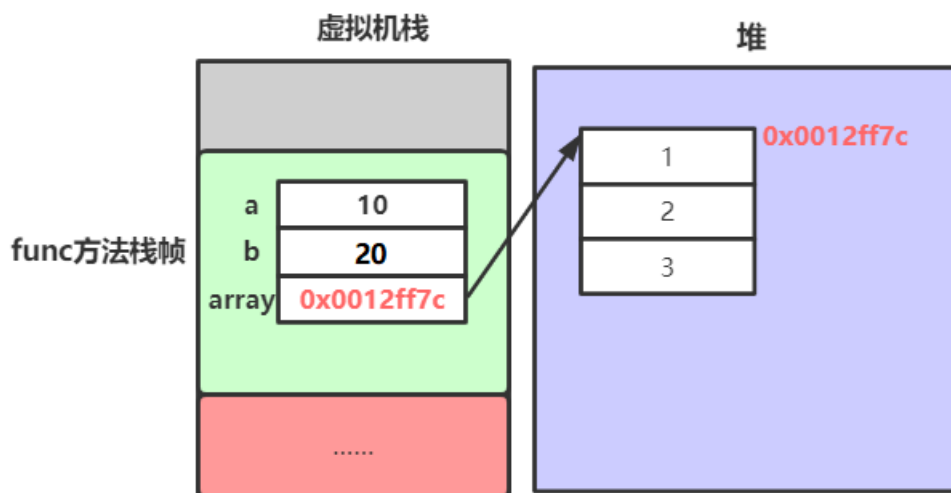 虚拟机栈
堆
0x0012ff7c
1
a
10
2
func方法栈帧
b
20
3
array
0x0012ff7c
......